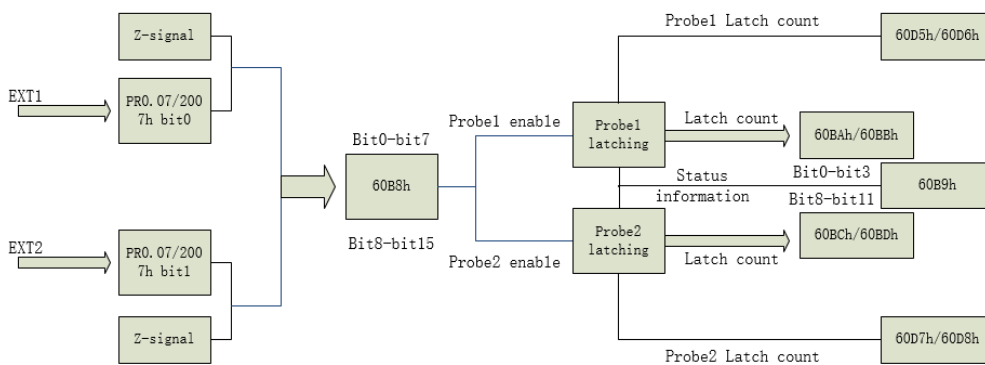 Probe1 Latch count
60D5h/60D6h
Z-signal
EXT1
PR0.07/200
7h bit0
Probe1 enable
Probe1
latching
Latch count
60BAh/60BBh
Bit0-bit7
60B8h
Bit8-bit15
Status
information
Bit0-bit3
60B9h
Bit8-bit11
EXT2
PR0.07/200
7h bit1
Probe2 enable
Probe2
latching
Latch count
60BCh/60BDh
Z-signal
Probe2 Latch count
60D7h/60D8h